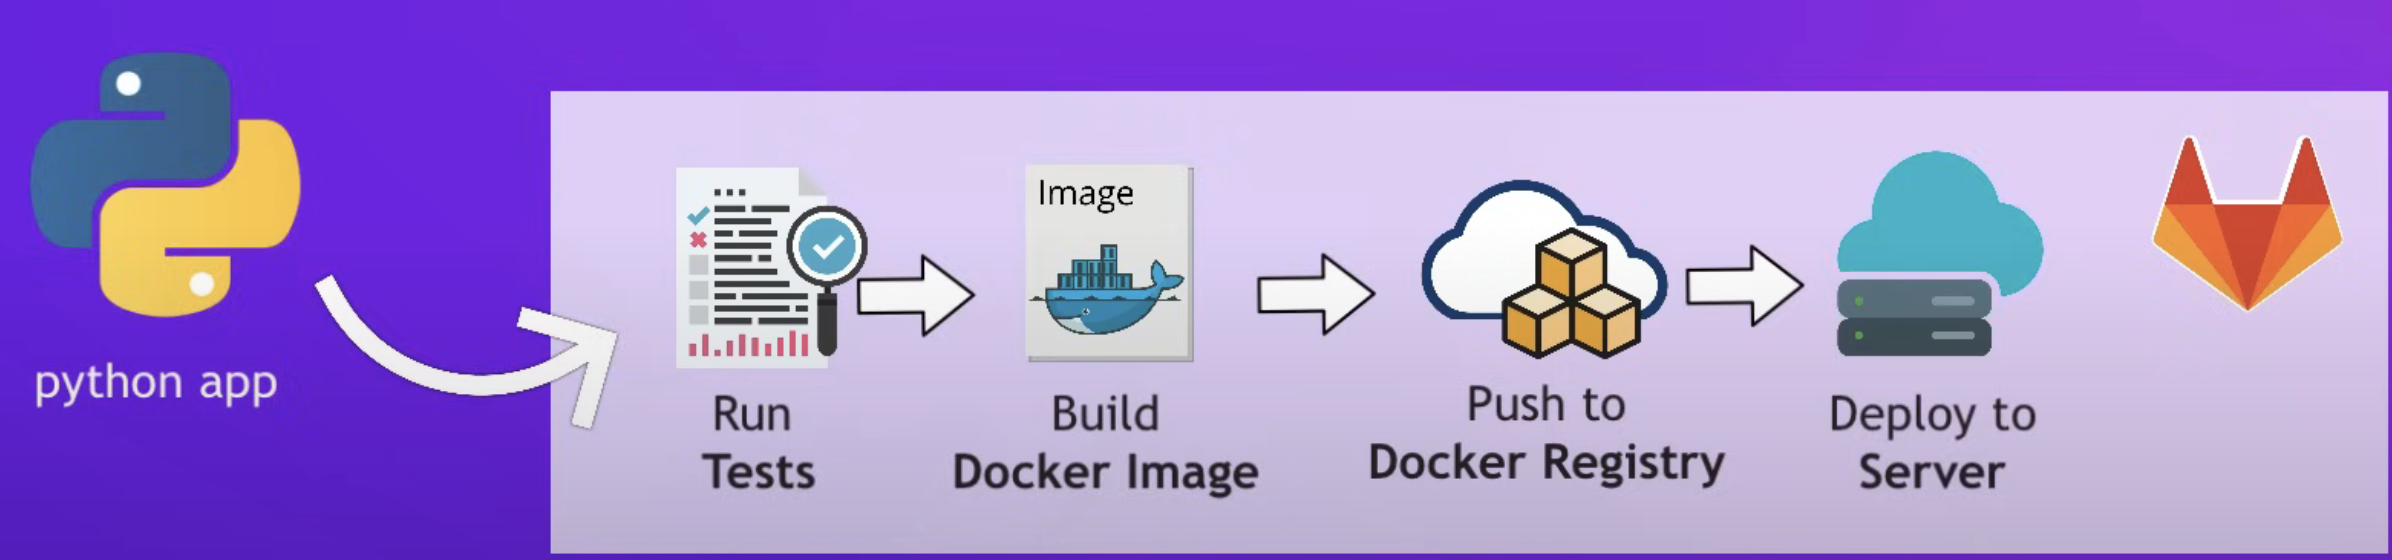 python app
Run
Tests
Image
Build
Docker Image
Push to
Docker Registry
Deploy to
Server